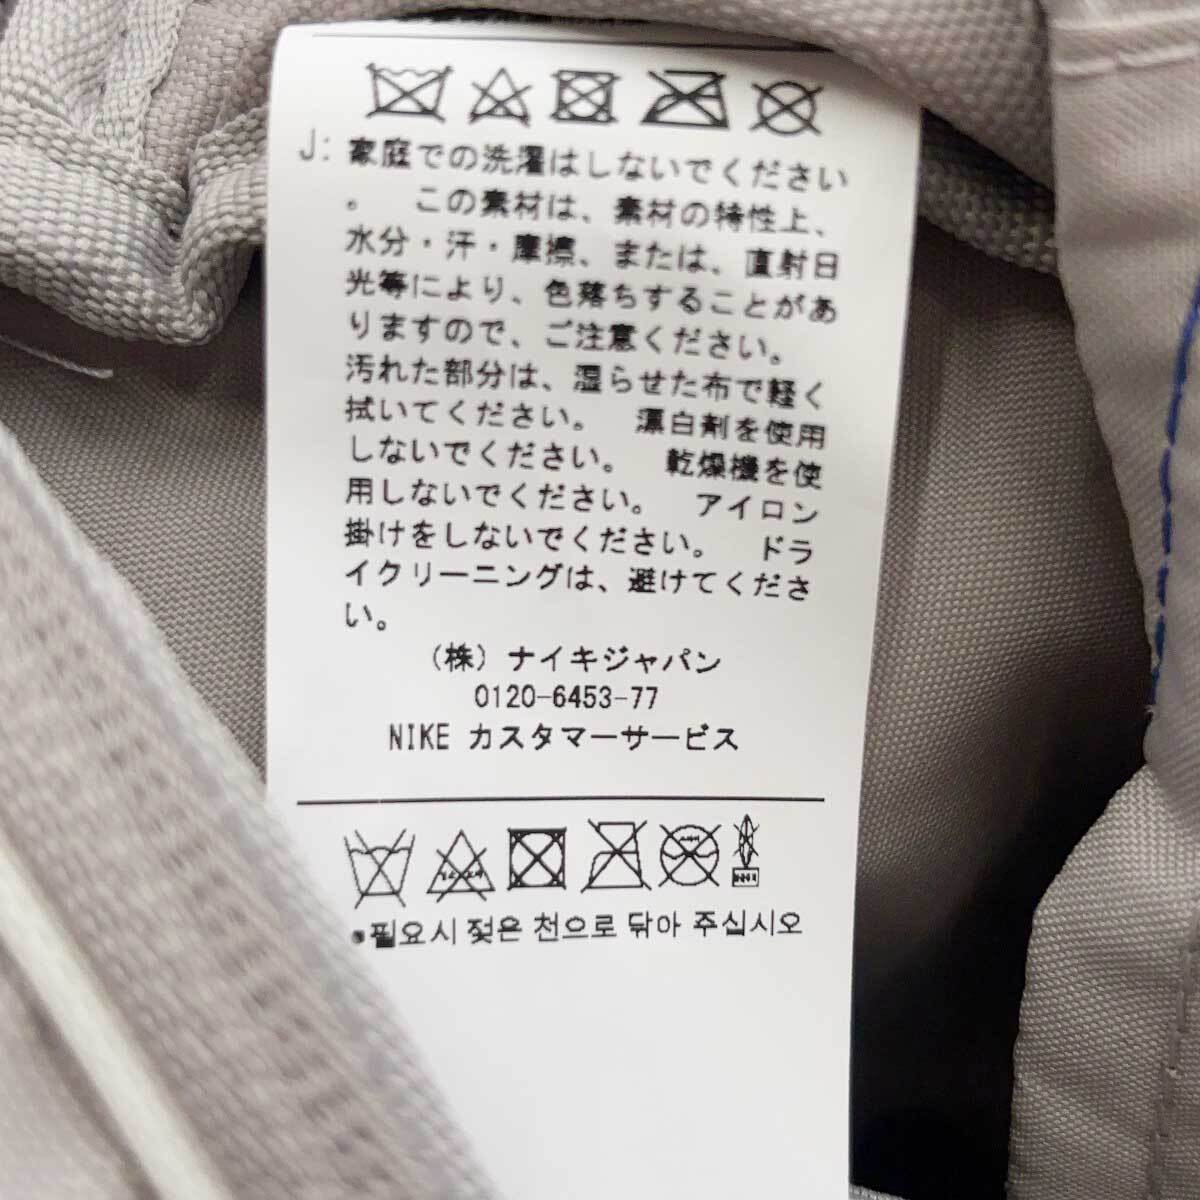 J: 家庭での洗濯はしないでください
。 この素材は、素材の特性上、
水分・汗・摩擦、または、直射日
光等により、色落ちすることがあ
りますので、ご注意ください。
汚れた部分は、湿らせた布で軽く
拭いてください。 漂白剤を使用
しないでください。 乾燥機を使
用しないでください。 アイロン
掛けをしないでください。 ドラ
イクリーニングは、避けてくださ
い。
(株) ナイキジャパン
0120-6453-77
NIKE カスタマーサービス
필요시 젖은 천으로 닦아 주십시오